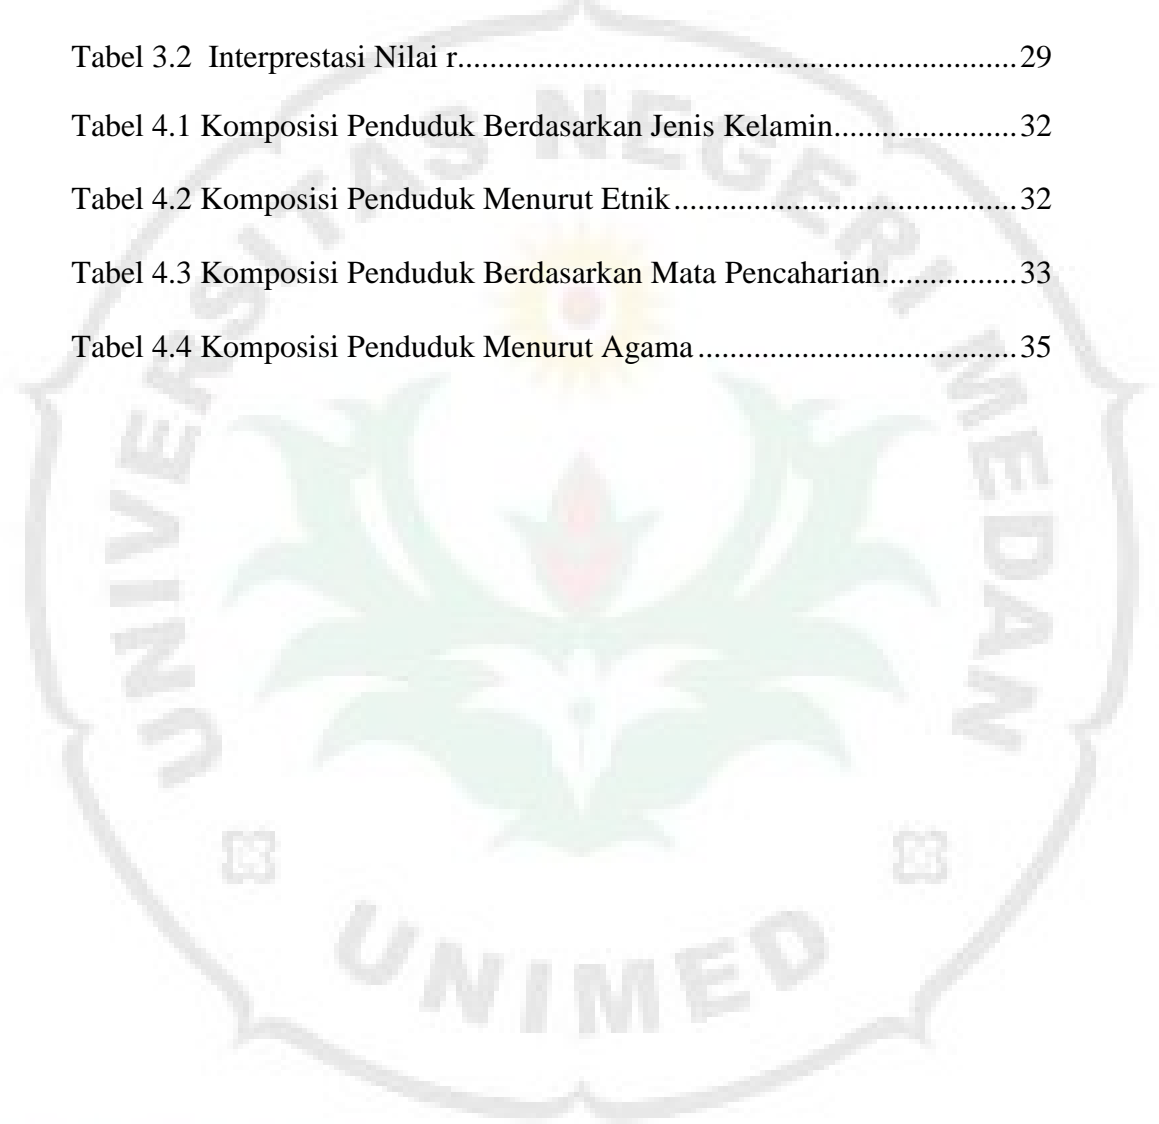 Tabel 3.2  Interprestasi Nilai r......................................................................29
Tabel 4.1 Komposisi Penduduk Berdasarkan Jenis Kelamin.......................32
Tabel 4.2 Komposisi Penduduk Menurut Etnik...........................................32
Tabel 4.3 Komposisi Penduduk Berdasarkan Mata Pencaharian.................33
Tabel 4.4 Komposisi Penduduk Menurut Agama........................................35
UNIVERSITAS NEGERI MEDAN
UNIMED